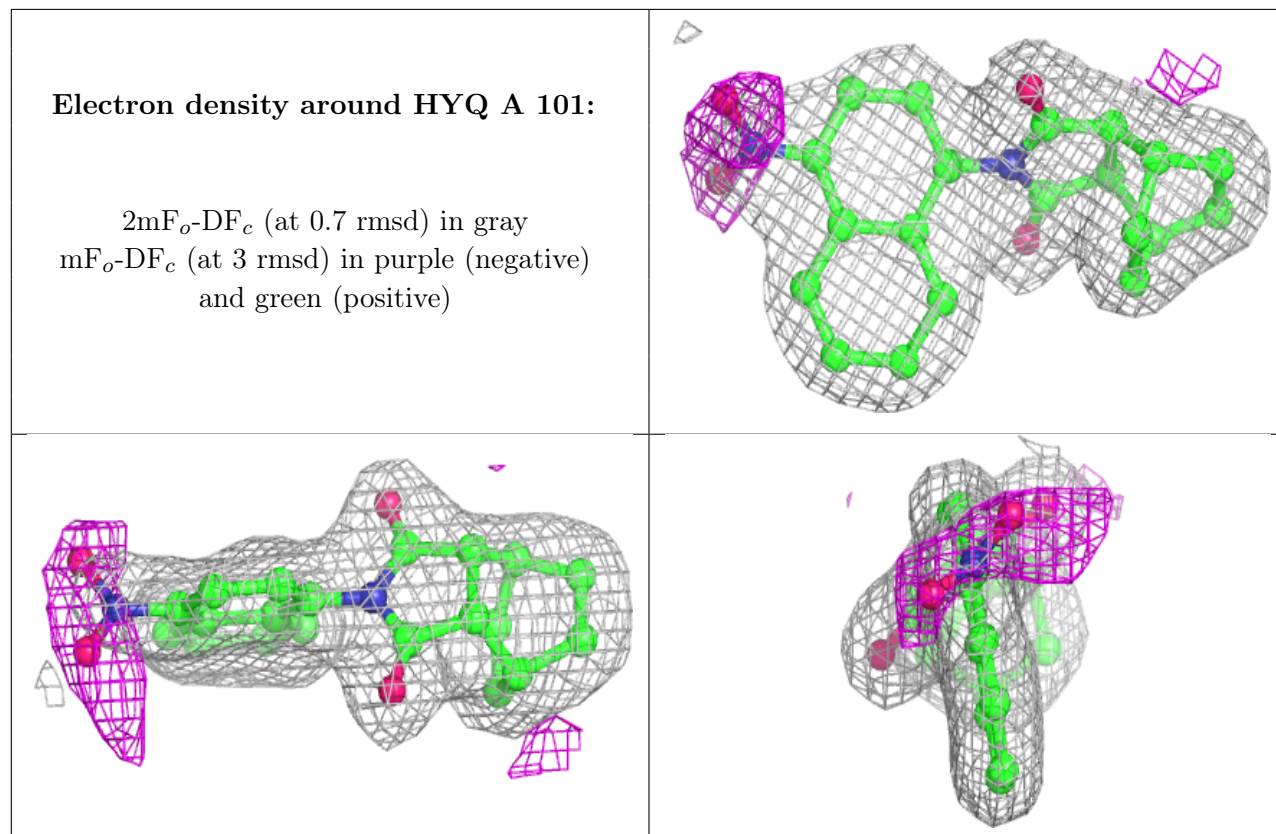 Electron density around HYQ A 101:
2mFₒ-DF𝒸 (at 0.7 rmsd) in gray
mFₒ-DF𝒸 (at 3 rmsd) in purple (negative)
and green (positive)